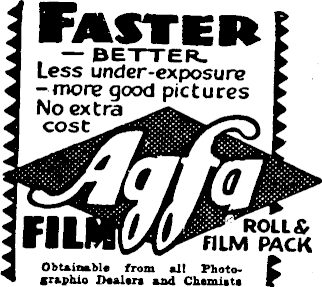 FASTER
— BETTER
Less under-exposure
— more good pictures
No extra
cost
Agfa
FILM
ROLL &
FILM PACK
Obtainable from all Photo-
graphic Dealers and Chemists